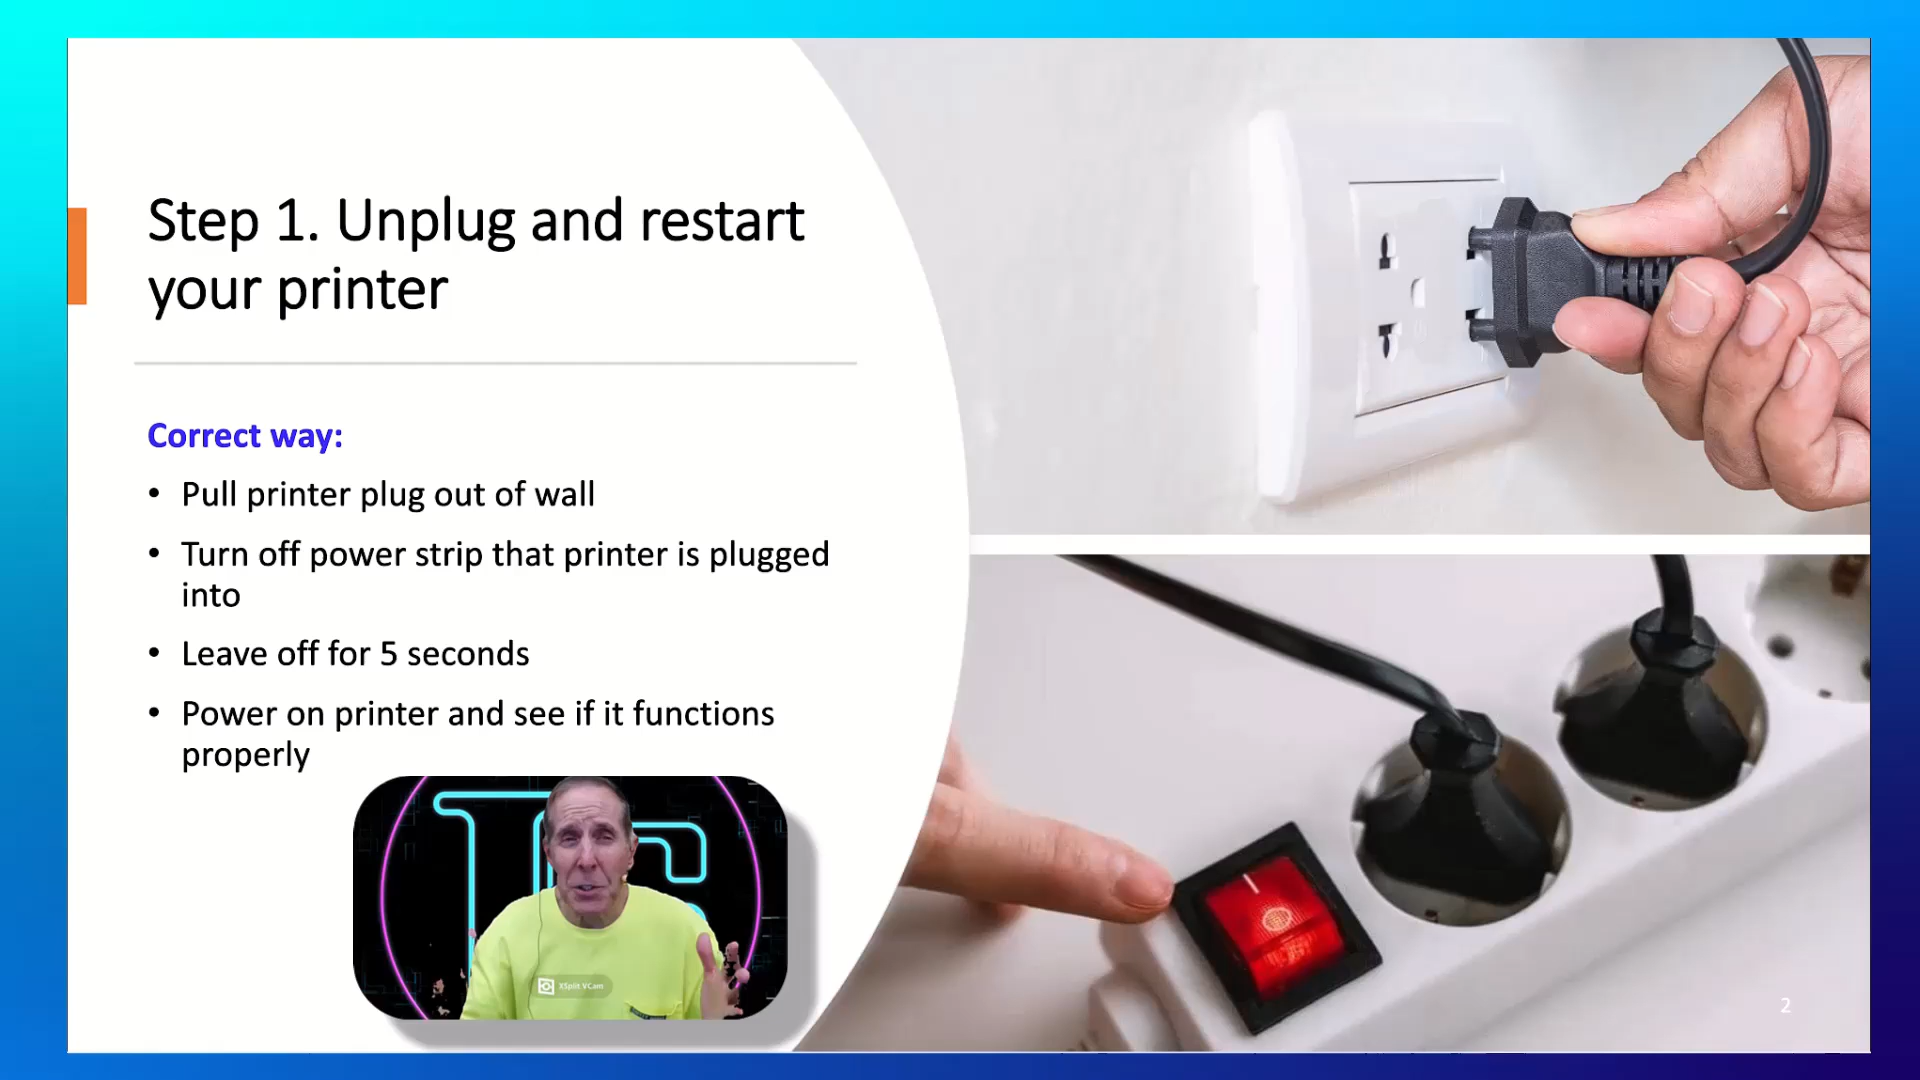 Step 1. Unplug and restart
your printer
Correct way:
• Pull printer plug out of wall
• Turn off power strip that printer is plugged
into
• Leave off for 5 seconds
• Power on printer and see if it functions
properly
XSplit VCam
2